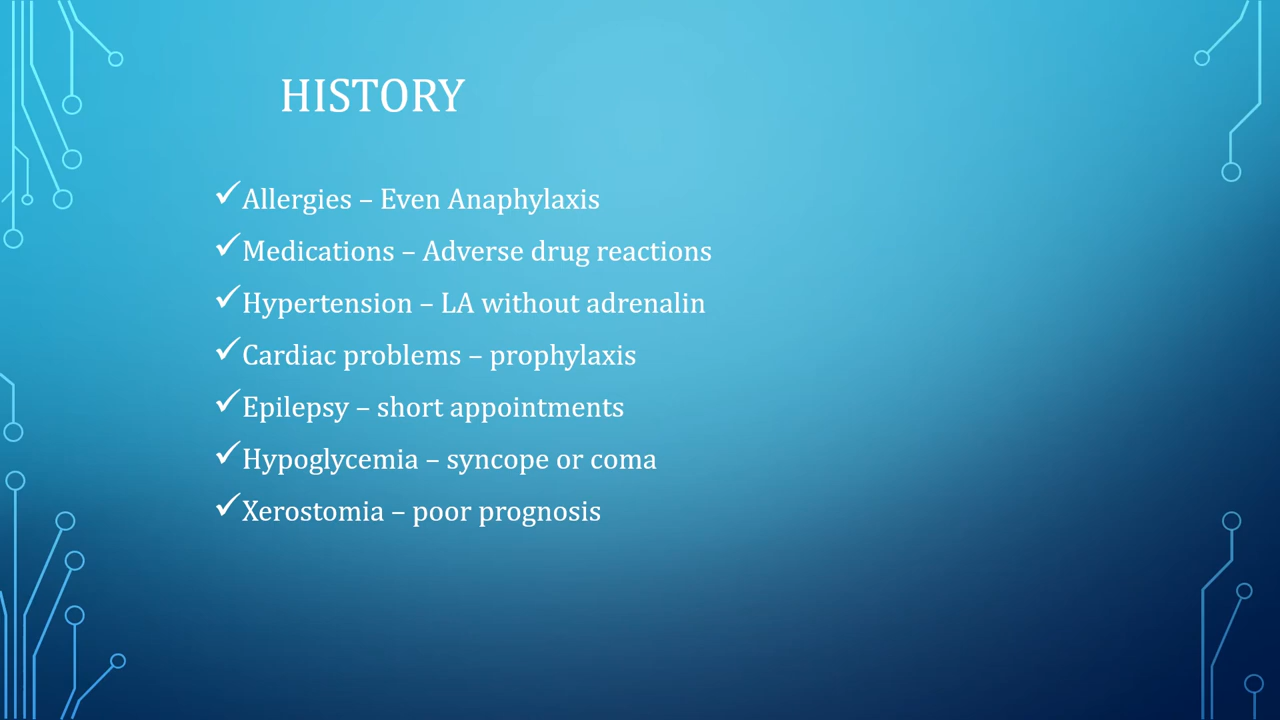 HISTORY
✓Allergies – Even Anaphylaxis
✓Medications – Adverse drug reactions
✓Hypertension – LA without adrenalin
✓Cardiac problems – prophylaxis
✓Epilepsy – short appointments
✓Hypoglycemia – syncope or coma
✓Xerostomia – poor prognosis